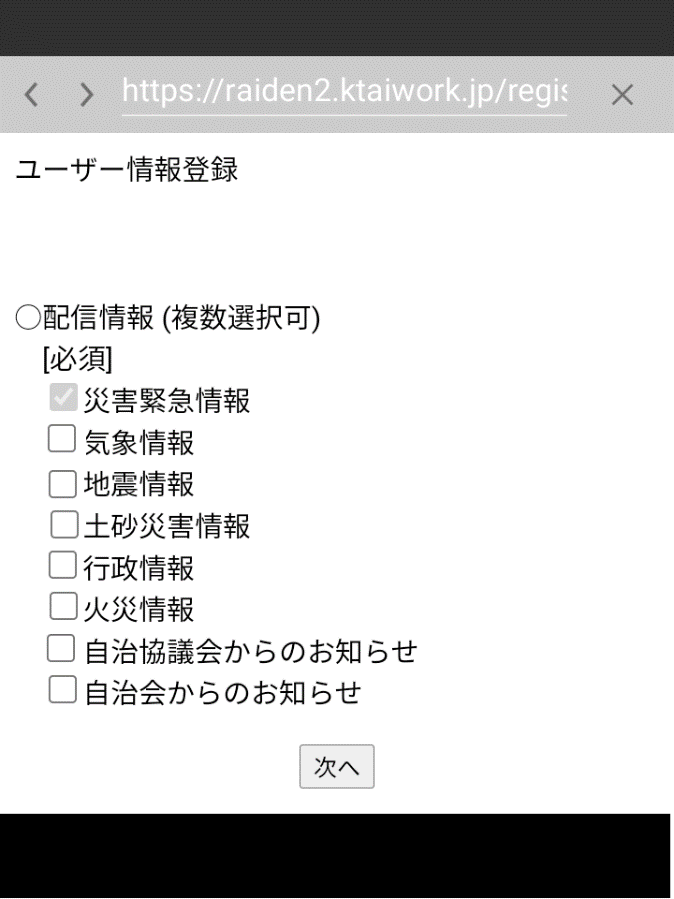 https://raiden2.ktaiwork.jp/regis
ユーザー情報登録
○配信情報 (複数選択可)
[必須]
災害緊急情報
気象情報
地震情報
土砂災害情報
行政情報
火災情報
自治協議会からのお知らせ
自治会からのお知らせ
次へ